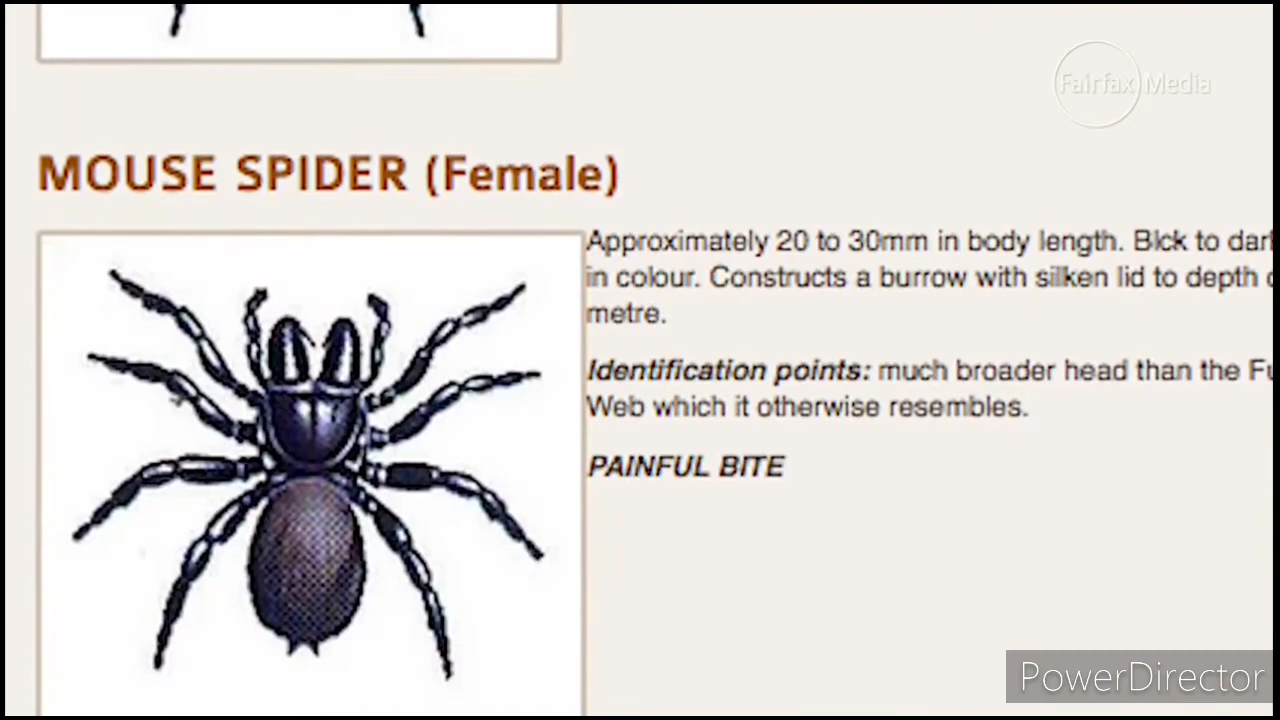 Fairfax Media
MOUSE SPIDER (Female)
Approximately 20 to 30mm in body length. Blck to dark
in colour. Constructs a burrow with silken lid to depth
metre.
Identification points: much broader head than the
Web which it otherwise resembles.
PAINFUL BITE
PowerDirector